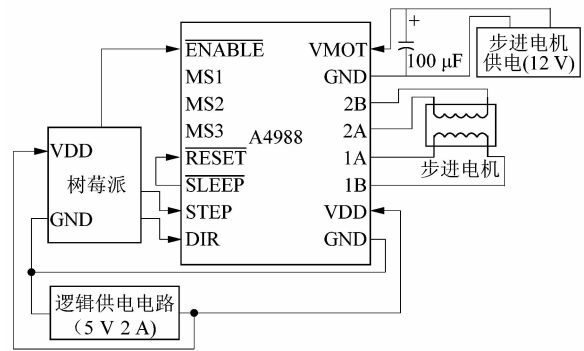 ENABLE
MS1
MS2
MS3
RESET
SLEEP
STEP
DIR
A4988
VMOT
GND
2B
2A
1A
1B
VDD
GND
+
100 μF
步进电机
供电(12 V)
步进电机
VDD
树莓派
GND
逻辑供电电路
（5 V 2 A)